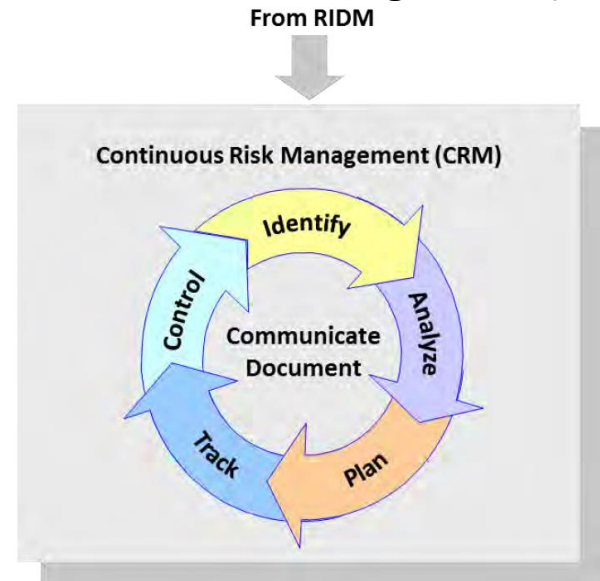 From RIDM
Continuous Risk Management (CRM)
Identify
Analyze
Plan
Track
Control
Communicate
Document